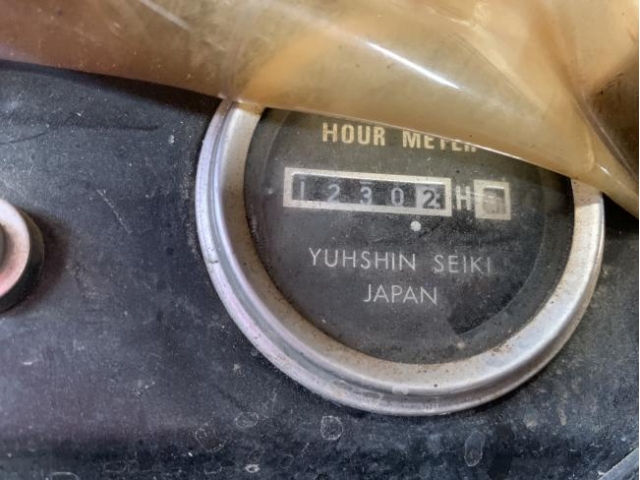 HOUR METER
12302 H
YUHSHIN SEIKI
JAPAN